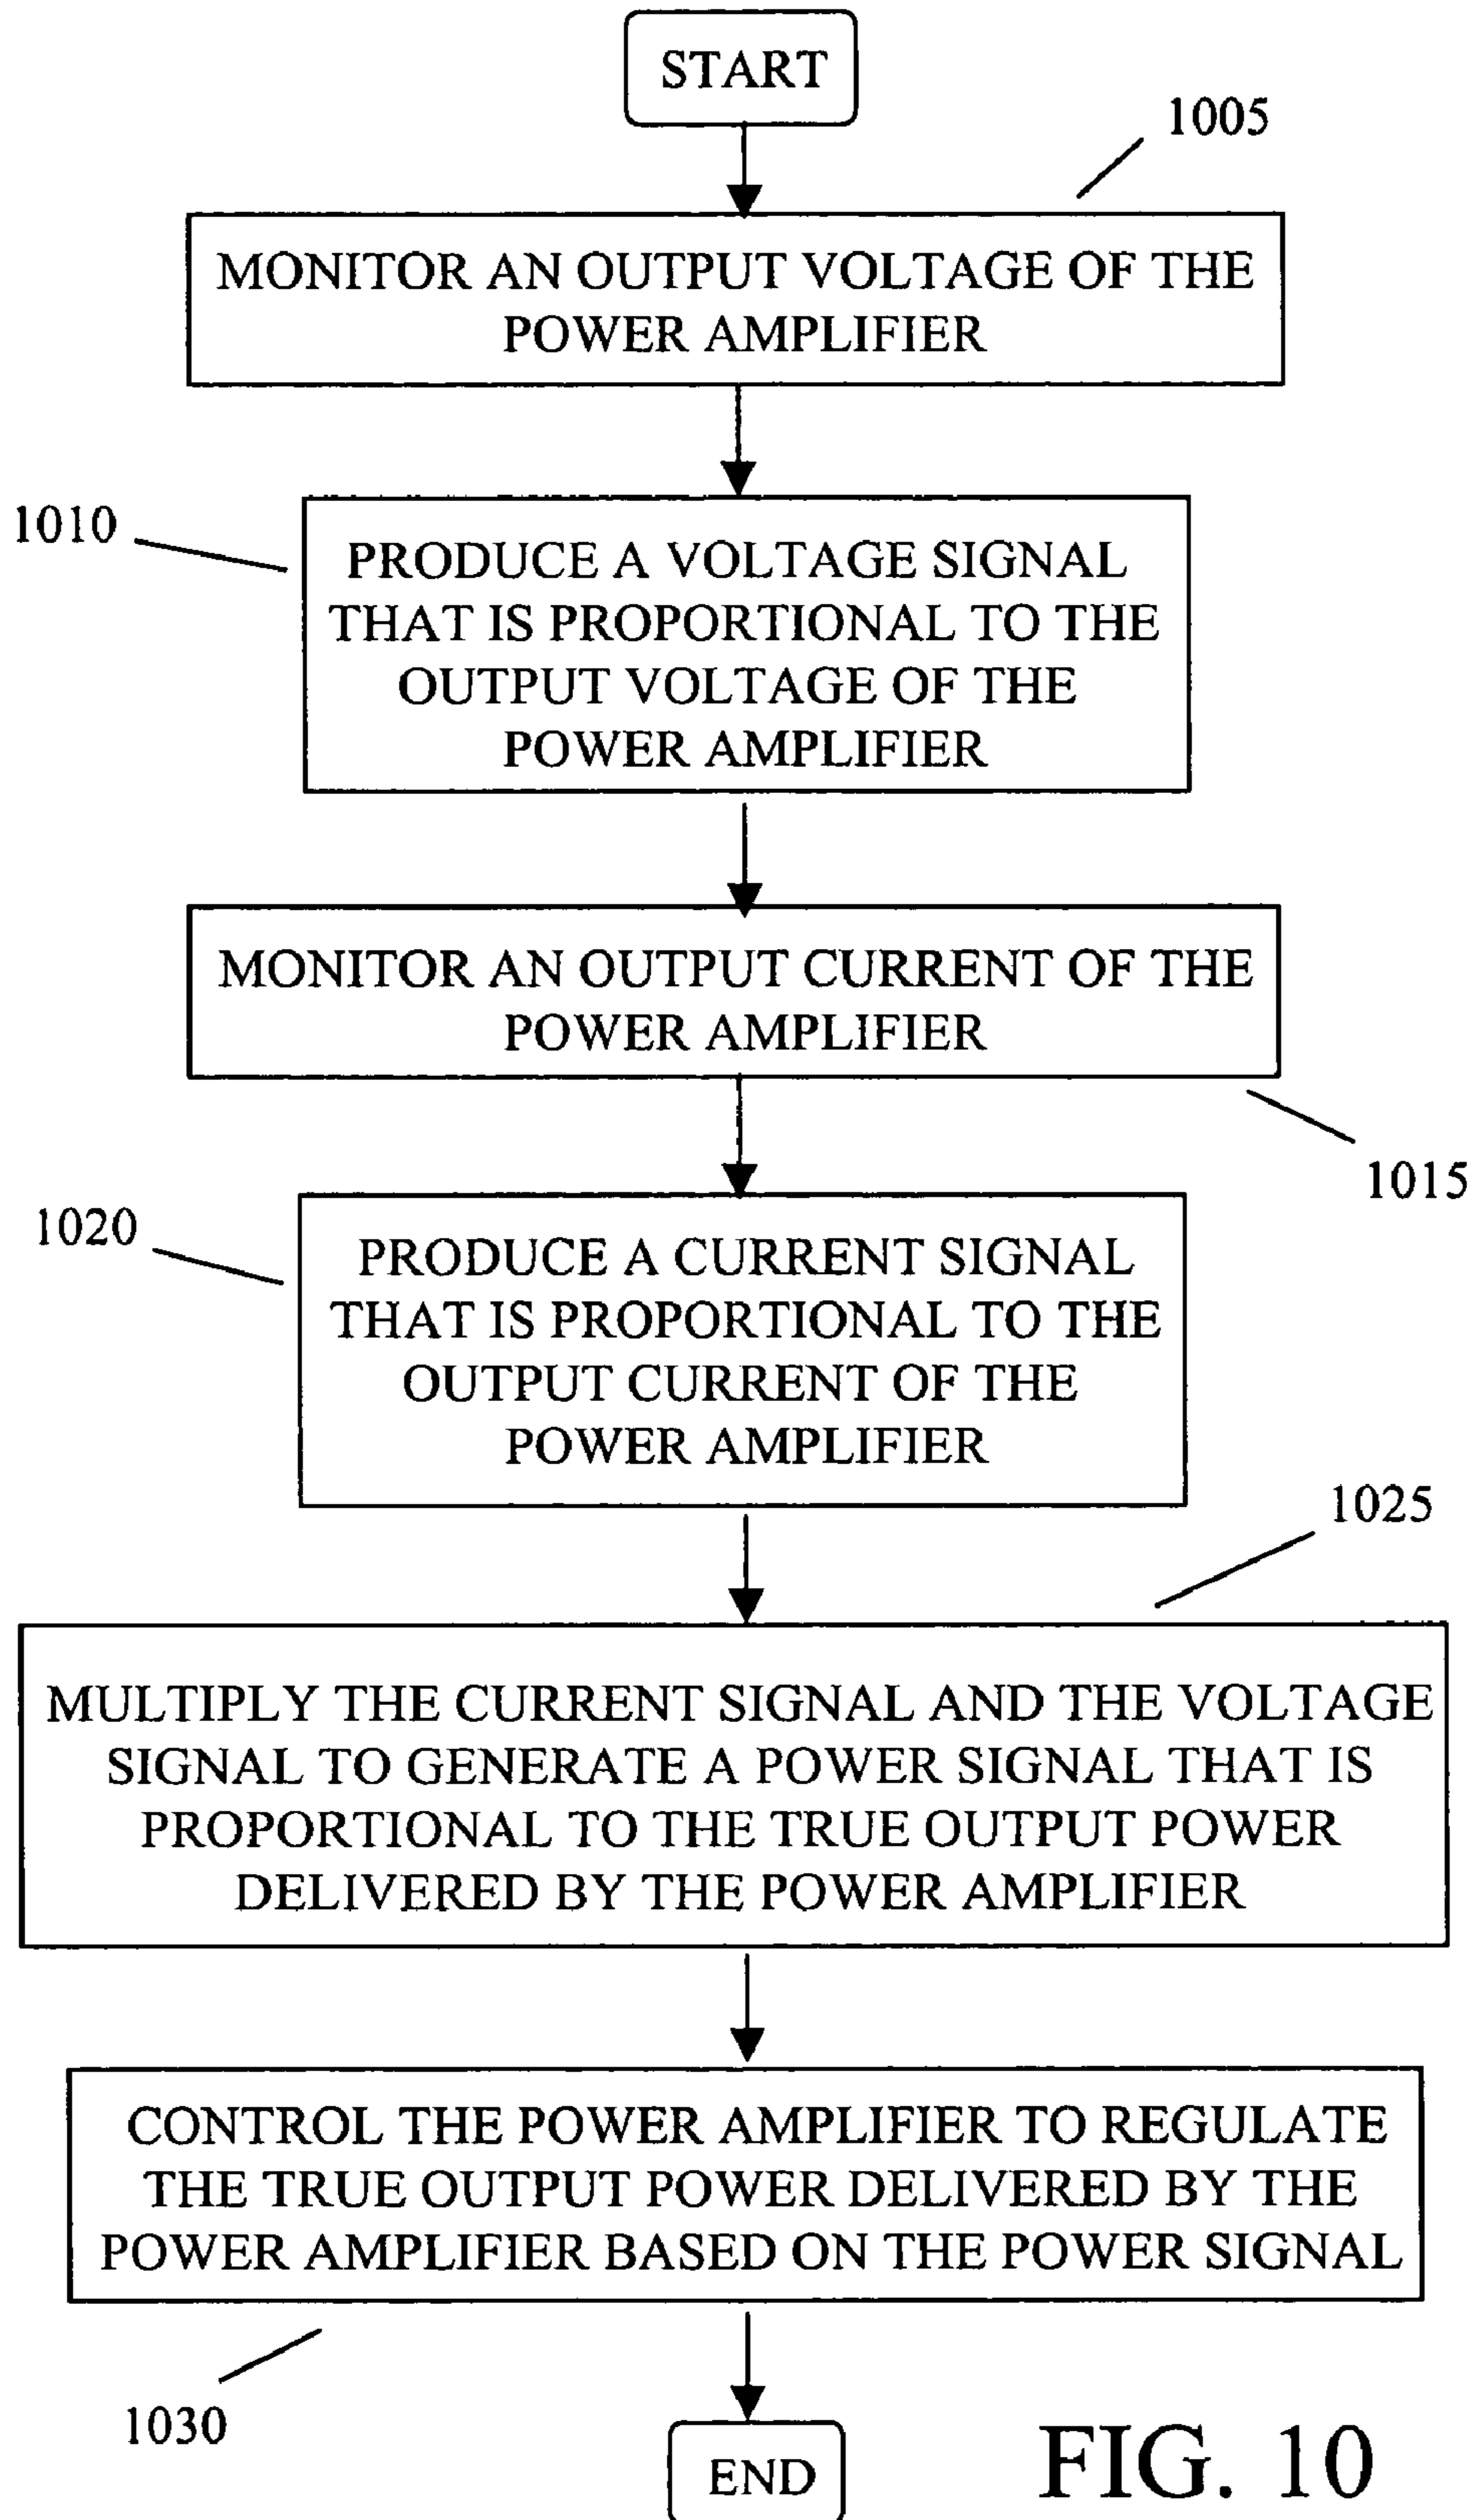 START
1005
MONITOR AN OUTPUT VOLTAGE OF THE
POWER AMPLIFIER
1010
PRODUCE A VOLTAGE SIGNAL
THAT IS PROPORTIONAL TO THE
OUTPUT VOLTAGE OF THE
POWER AMPLIFIER
MONITOR AN OUTPUT CURRENT OF THE
POWER AMPLIFIER
1015
1020
PRODUCE A CURRENT SIGNAL
THAT IS PROPORTIONAL TO THE
OUTPUT CURRENT OF THE
POWER AMPLIFIER
1025
MULTIPLY THE CURRENT SIGNAL AND THE VOLTAGE
SIGNAL TO GENERATE A POWER SIGNAL THAT IS
PROPORTIONAL TO THE TRUE OUTPUT POWER
DELIVERED BY THE POWER AMPLIFIER
CONTROL THE POWER AMPLIFIER TO REGULATE
THE TRUE OUTPUT POWER DELIVERED BY THE
POWER AMPLIFIER BASED ON THE POWER SIGNAL
1030
END
FIG. 10